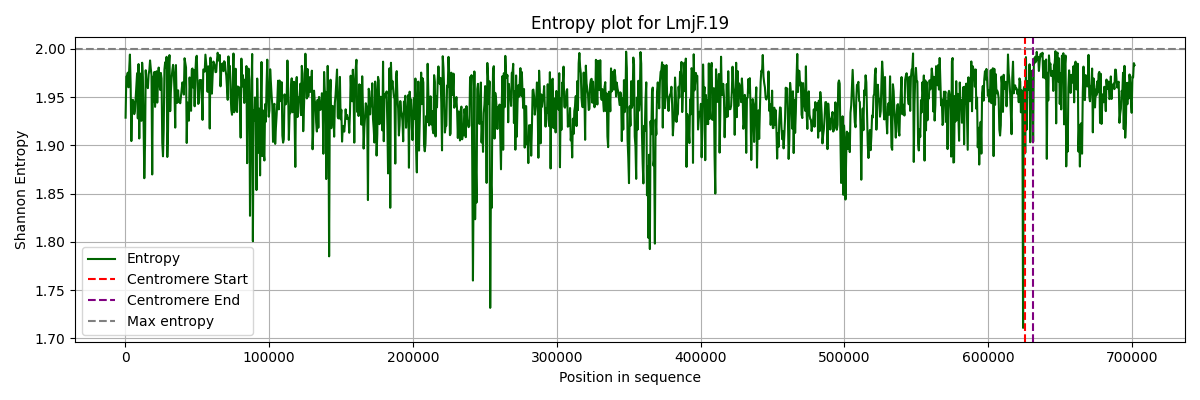 Entropy plot for LmjF.19
Shannon Entropy
2.00
1.95
1.90
1.85
1.80
1.75
1.70
Entropy
Centromere Start
Centromere End
Max entropy
0
100000
200000
300000
400000
500000
600000
700000
Position in sequence